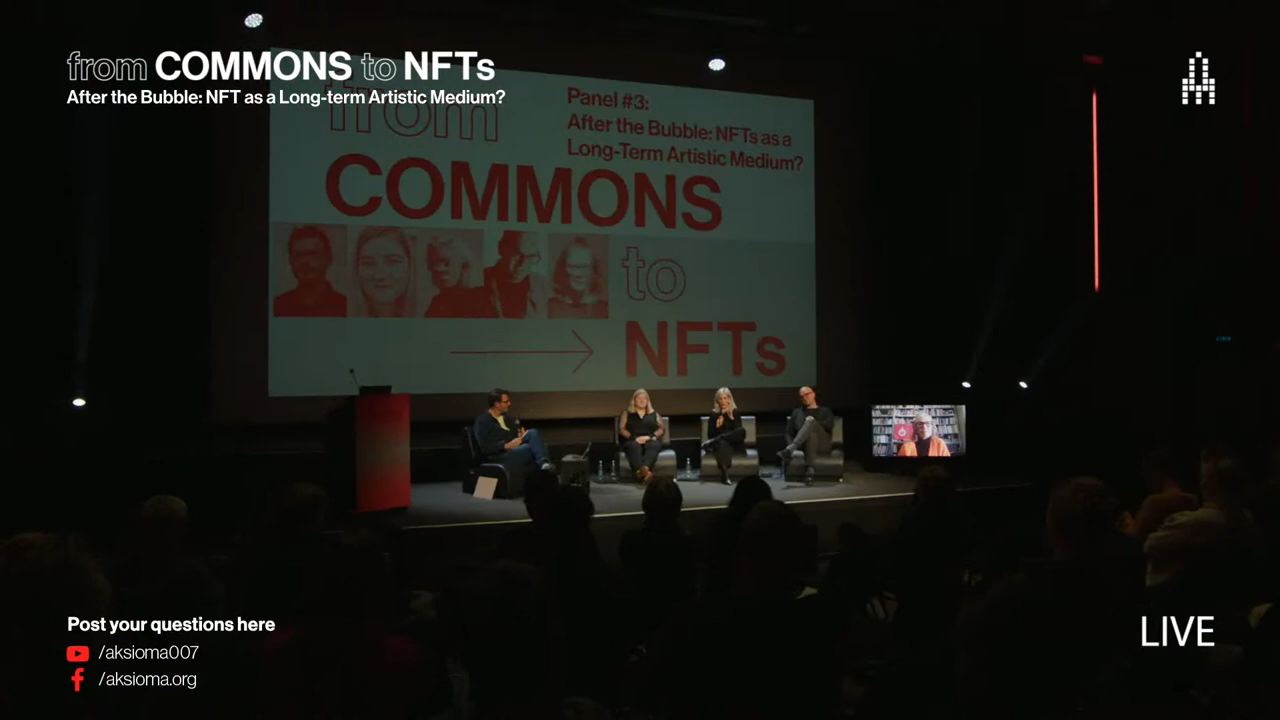 from COMMONS to NFTs
After the Bubble: NFT as a Long-term Artistic Medium?
from
Panel #3:
After the Bubble: NFTs as a
Long-Term Artistic Medium?
COMMONS
to
NFTs
Post your questions here
/aksioma007
/aksioma.org
LIVE